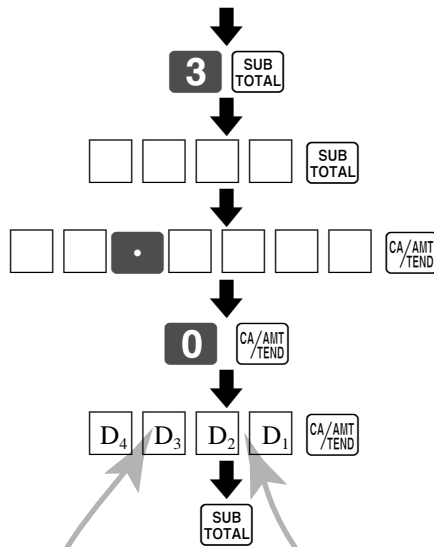 3 SUB TOTAL
SUB TOTAL
• CA/AMT /TEND
0 CA/AMT /TEND
D4 D3 D2 D1 CA/AMT /TEND
SUB TOTAL